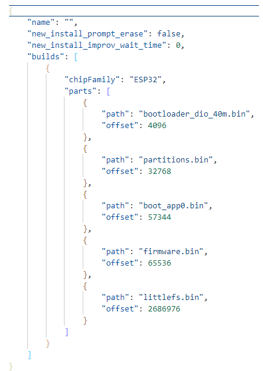 {
"name": "",
"new_install_prompt_erase": false,
"new_install_improv_wait_time": 0,
"builds": [
{
"chipFamily": "ESP32",
"parts": [
{
"path": "bootloader_dio_40m.bin",
"offset": 4096
},
{
"path": "partitions.bin",
"offset": 32768
},
{
"path": "boot_app0.bin",
"offset": 57344
},
{
"path": "firmware.bin",
"offset": 65536
},
{
"path": "littlefs.bin",
"offset": 2686976
}
]
}
]
}